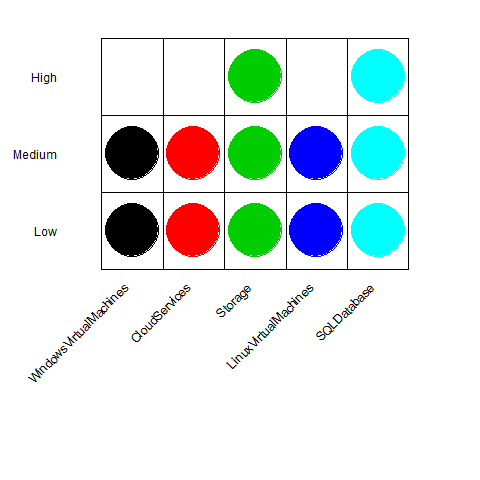 High
Medium
Low
WindowsVirtualMachines
CloudServices
Storage
LinuxVirtualMachines
SQLDatabase